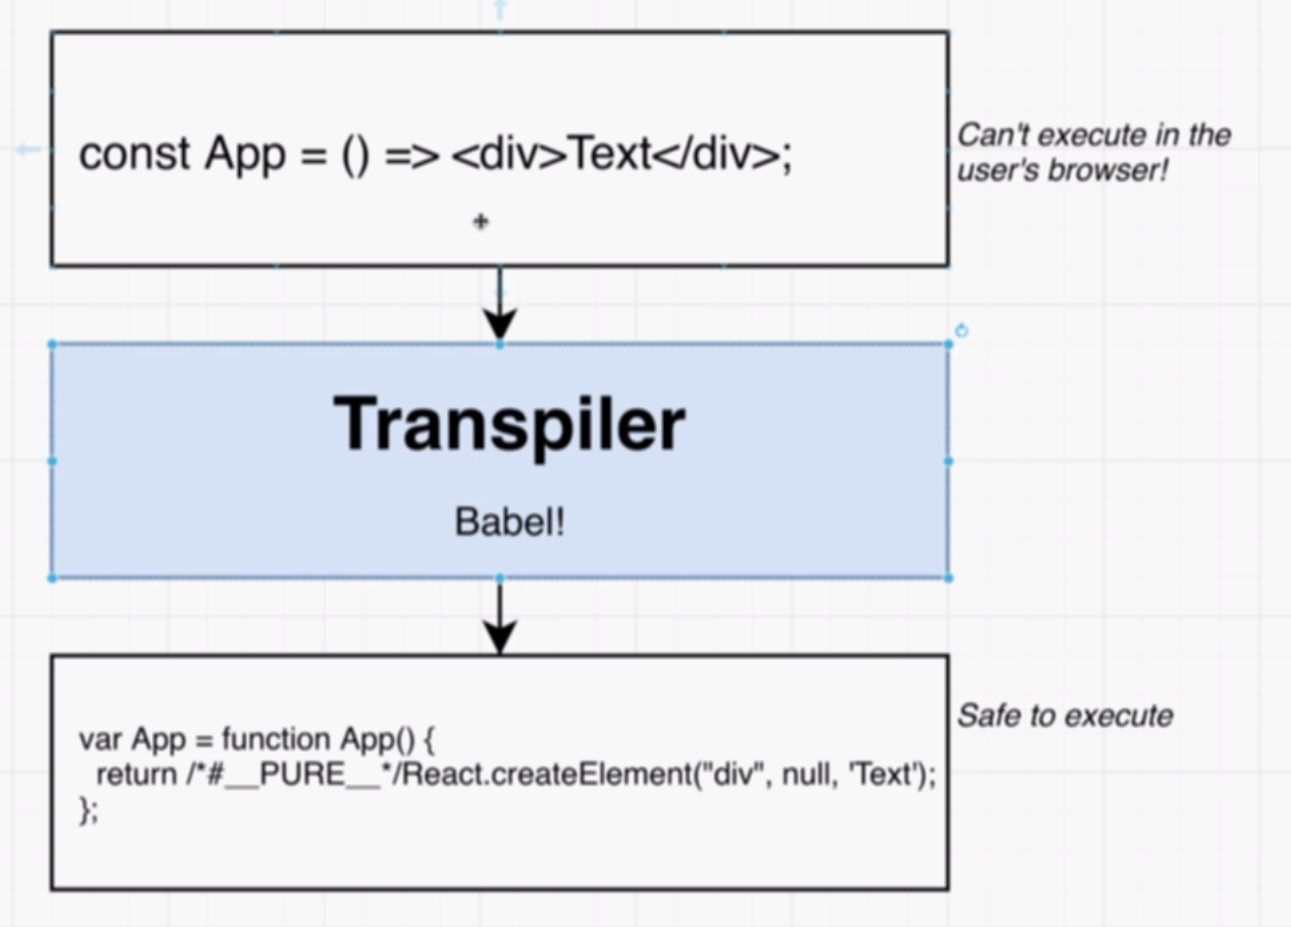 const App = () => <div>Text</div>;
Can't execute in the
user's browser!
Transpiler
Babel!
var App = function App() {
return /*#__PURE__*/React.createElement("div", null, 'Text');
};
Safe to execute